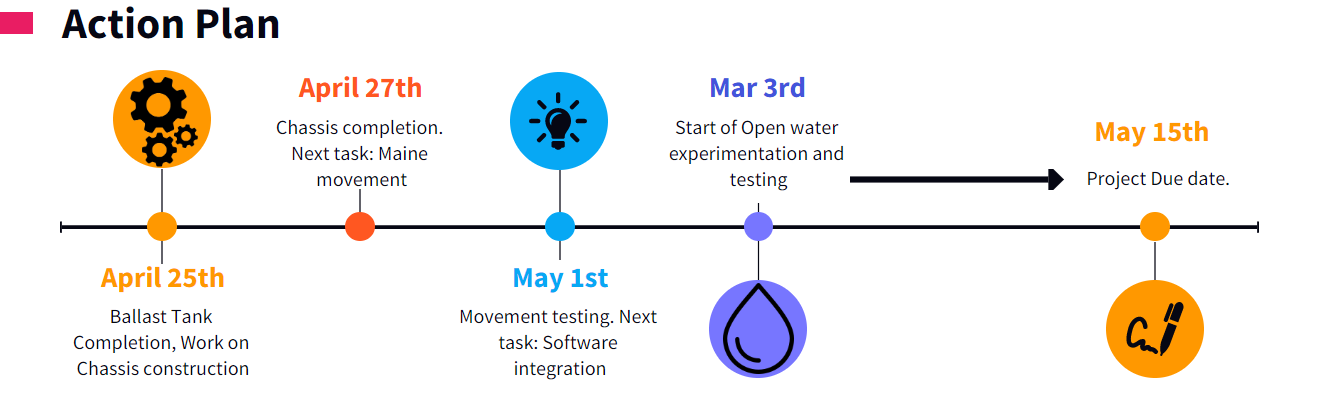 Action Plan
April 27th
Chassis completion.
Next task: Maine
movement
Mar 3rd
Start of Open water
experimentation and
testing
May 15th
Project Due date.
April 25th
Ballast Tank
Completion, Work on
Chassis construction
May 1st
Movement testing. Next
task: Software
integration